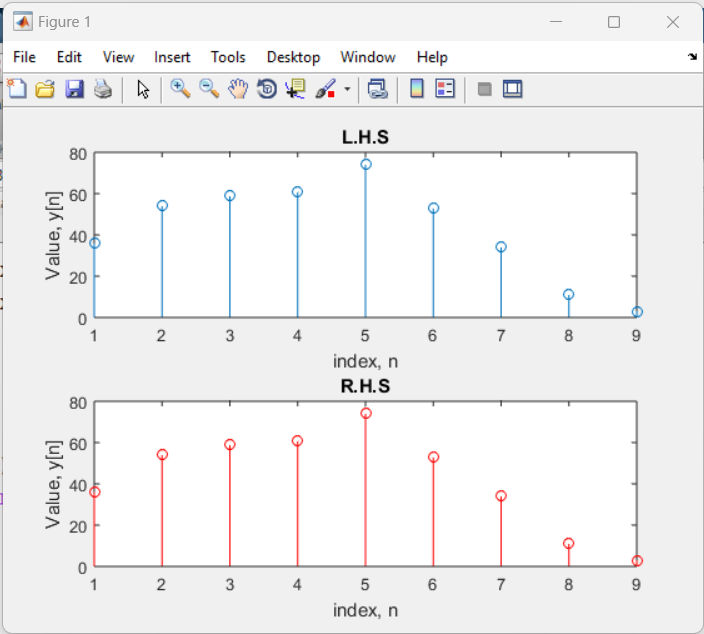 Figure 1
File Edit View Insert Tools Desktop Window Help
L.H.S
80
60
40
20
0
Value, y[n]
1 2 3 4 5 6 7 8 9
index, n
R.H.S
80
60
40
20
0
Value, y[n]
1 2 3 4 5 6 7 8 9
index, n